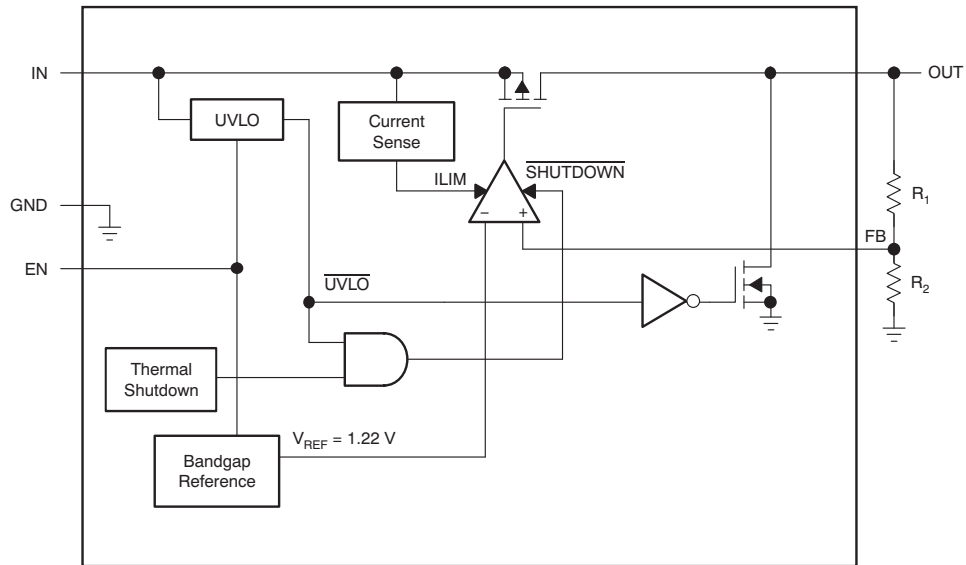 IN
OUT
UVLO
Current
Sense
ILIM
SHUTDOWN
− +
GND
R1
FB
EN
UVLO
R2
Thermal
Shutdown
VREF = 1.22 V
Bandgap
Reference